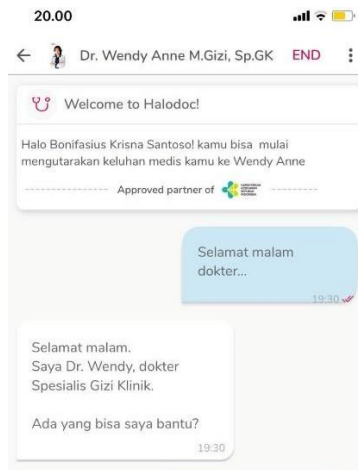 20.00
Dr. Wendy Anne M.Gizi, Sp.GK END
Welcome to Halodoc!
Halo Bonifasius Krisna Santoso! kamu bisa mulai
mengutarakan keluhan medis kamu ke Wendy Anne
Approved partner of
Selamat malam
dokter...
19:30
Selamat malam.
Saya Dr. Wendy, dokter
Spesialis Gizi Klinik.
Ada yang bisa saya bantu?
19:30